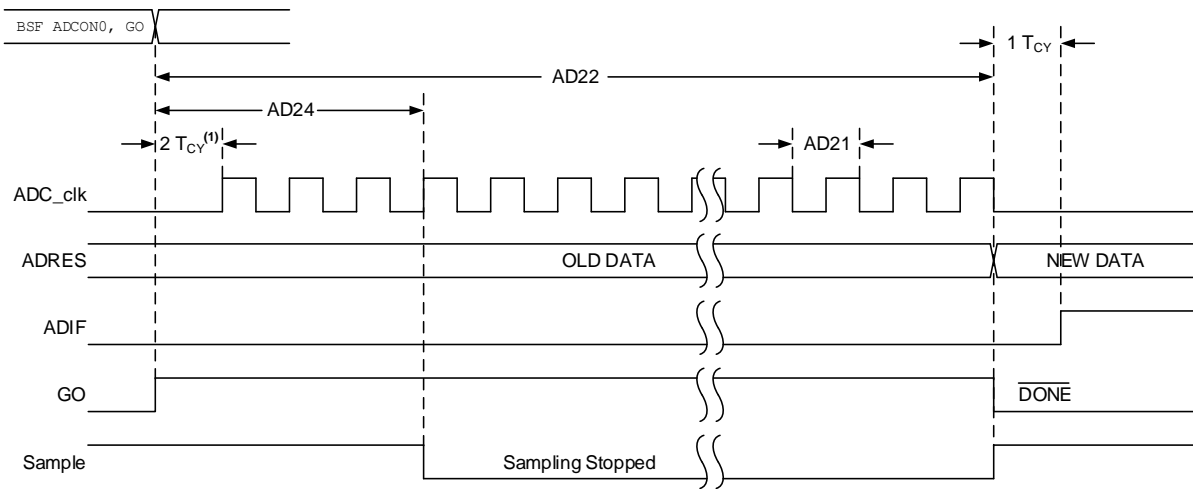 BSF ADCON0, GO
1 TCY
AD22
AD24
2 TCY(1)
AD21
ADC_clk
ADRES
OLD DATA
NEW DATA
ADIF
GO
DONE
Sample
Sampling Stopped